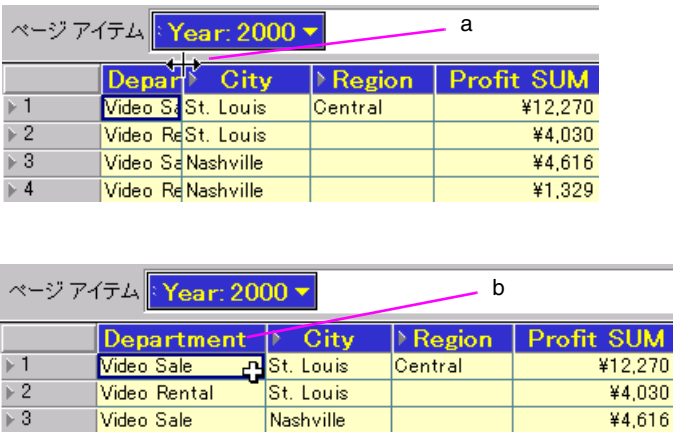 ページ アイテム Year: 2000 a
Depar City Region Profit SUM
1 Video Sa St. Louis Central ¥12,270
2 Video Re St. Louis ¥4,030
3 Video Sa Nashville ¥4,616
4 Video Re Nashville ¥1,329
ページ アイテム Year: 2000 b
Department City Region Profit SUM
1 Video Sale St. Louis Central ¥12,270
2 Video Rental St. Louis ¥4,030
3 Video Sale Nashville ¥4,616